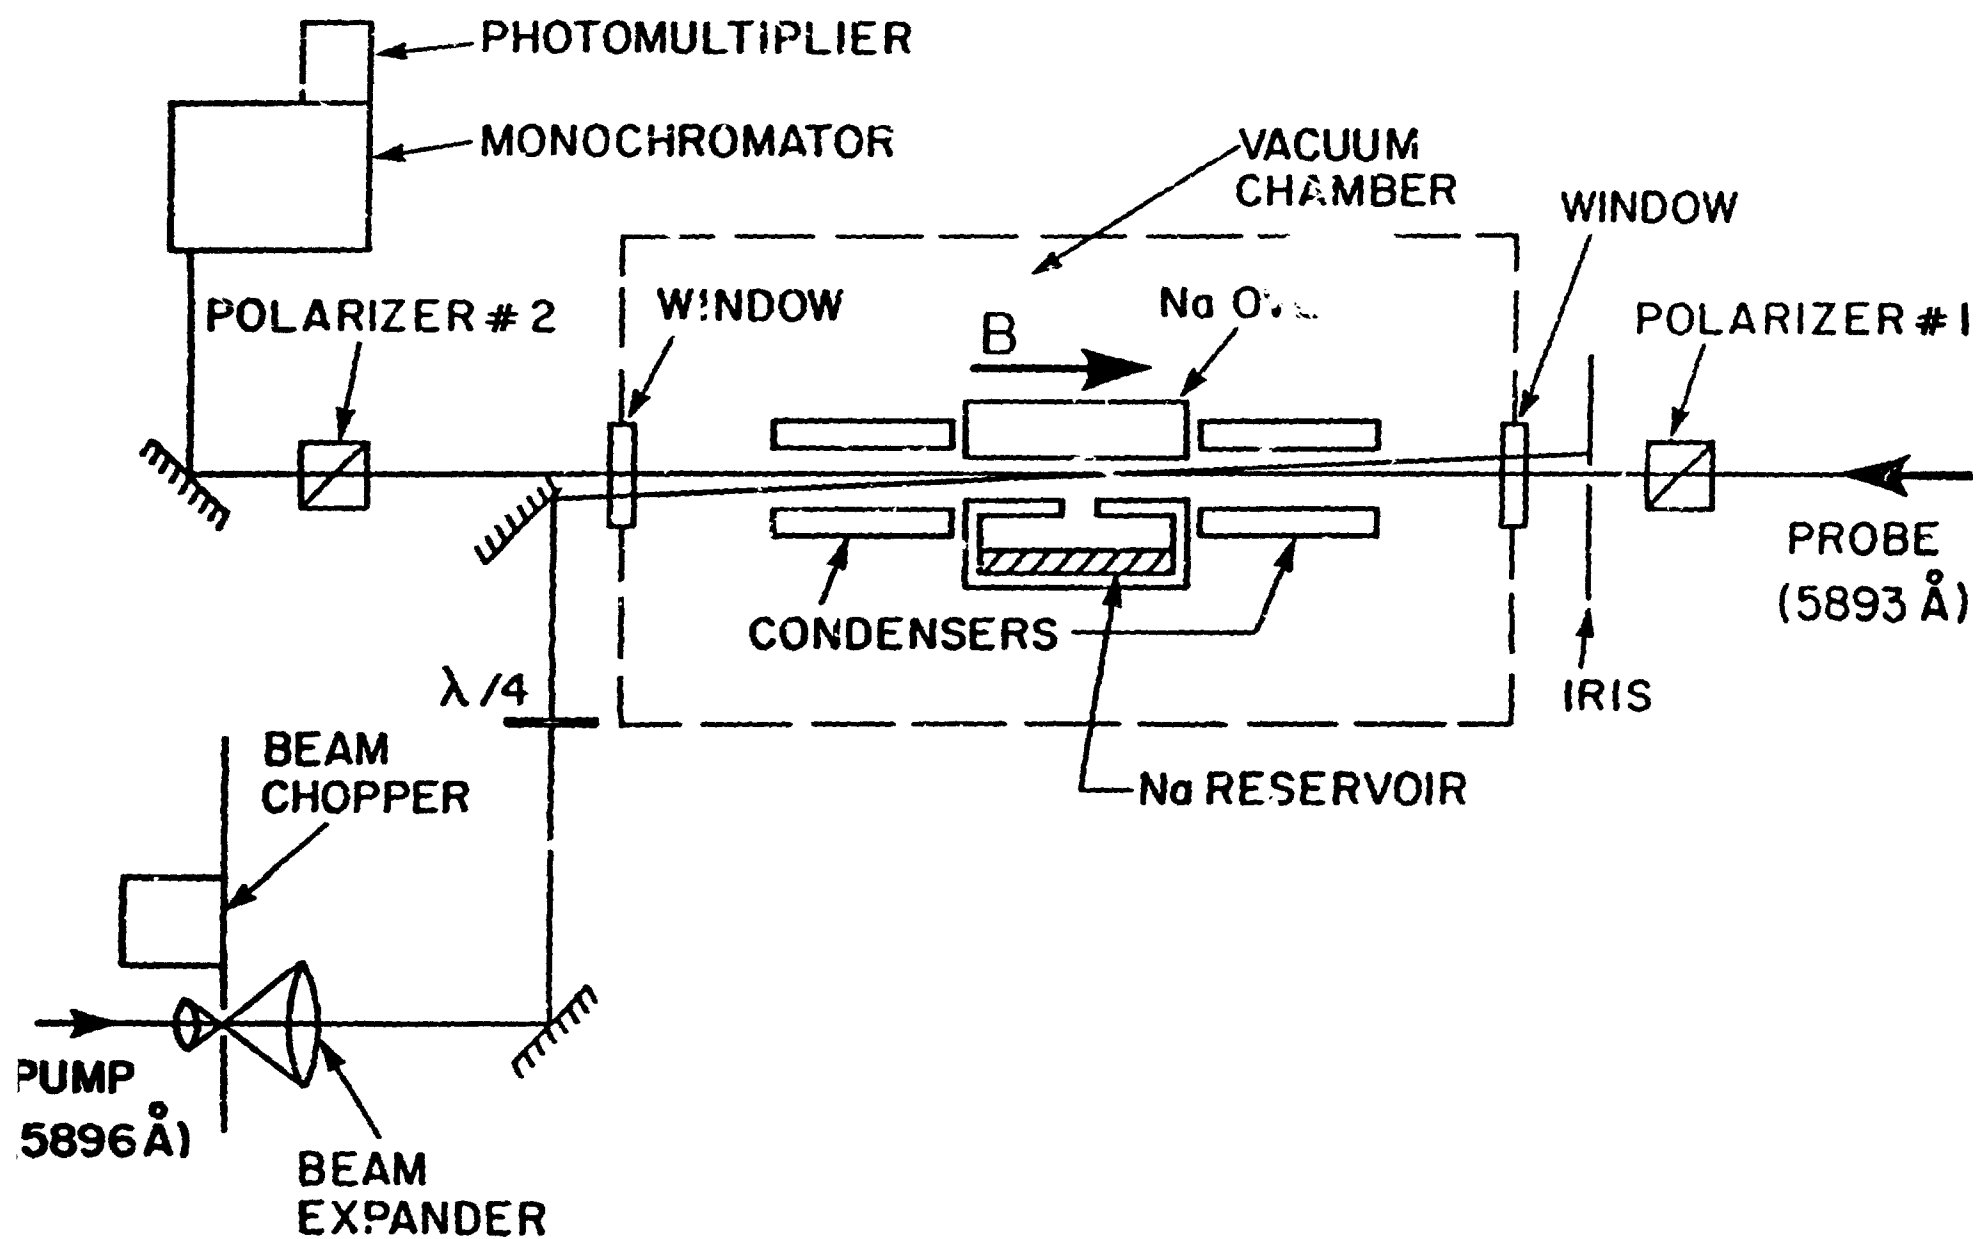 PHOTOMULTIPLIER
MONOCHROMATOR
VACUUM
CHAMBER
WINDOW
POLARIZER #2
WINDOW
B
Na
POLARIZER #1
PROBE
(5893 Å)
CONDENSERS
IRIS
λ/4
Na RESERVOIR
BEAM
CHOPPER
PUMP
5896 Å)
BEAM
EXPANDER